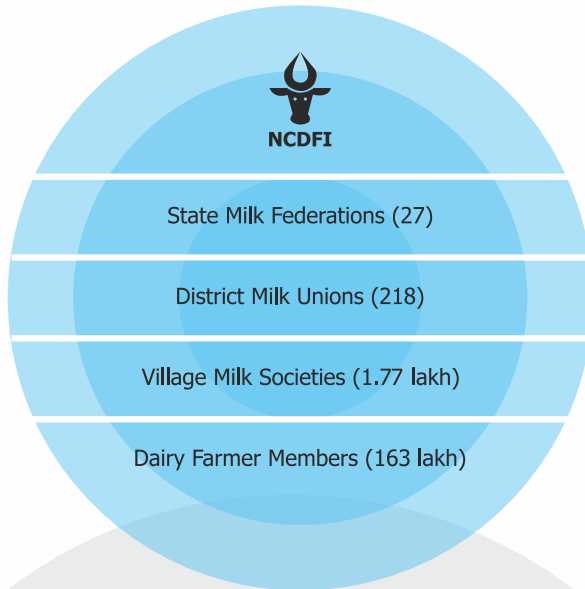 NCDFI
State Milk Federations (27)
District Milk Unions (218)
Village Milk Societies (1.77 lakh)
Dairy Farmer Members (163 lakh)